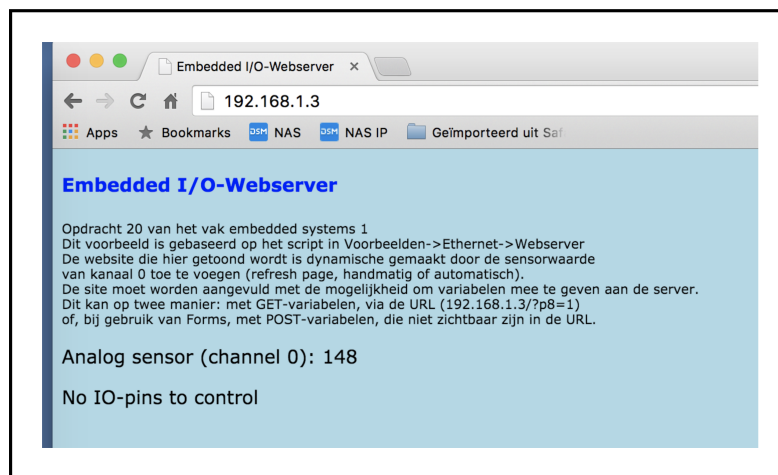 Embedded I/O-Webserver ×
192.168.1.3
Apps Bookmarks DSM NAS DSM NAS IP Geïmporteerd uit Saf
Embedded I/O-Webserver
Opdracht 20 van het vak embedded systems 1
Dit voorbeeld is gebaseerd op het script in Voorbeelden->Ethernet->Webserver
De website die hier getoond wordt is dynamische gemaakt door de sensorwaarde
van kanaal 0 toe te voegen (refresh page, handmatig of automatisch).
De site moet worden aangevuld met de mogelijkheid om variabelen mee te geven aan de server.
Dit kan op twee manier: met GET-variabelen, via de URL (192.168.1.3/?p8=1)
of, bij gebruik van Forms, met POST-variabelen, die niet zichtbaar zijn in de URL.
Analog sensor (channel 0): 148
No IO-pins to control